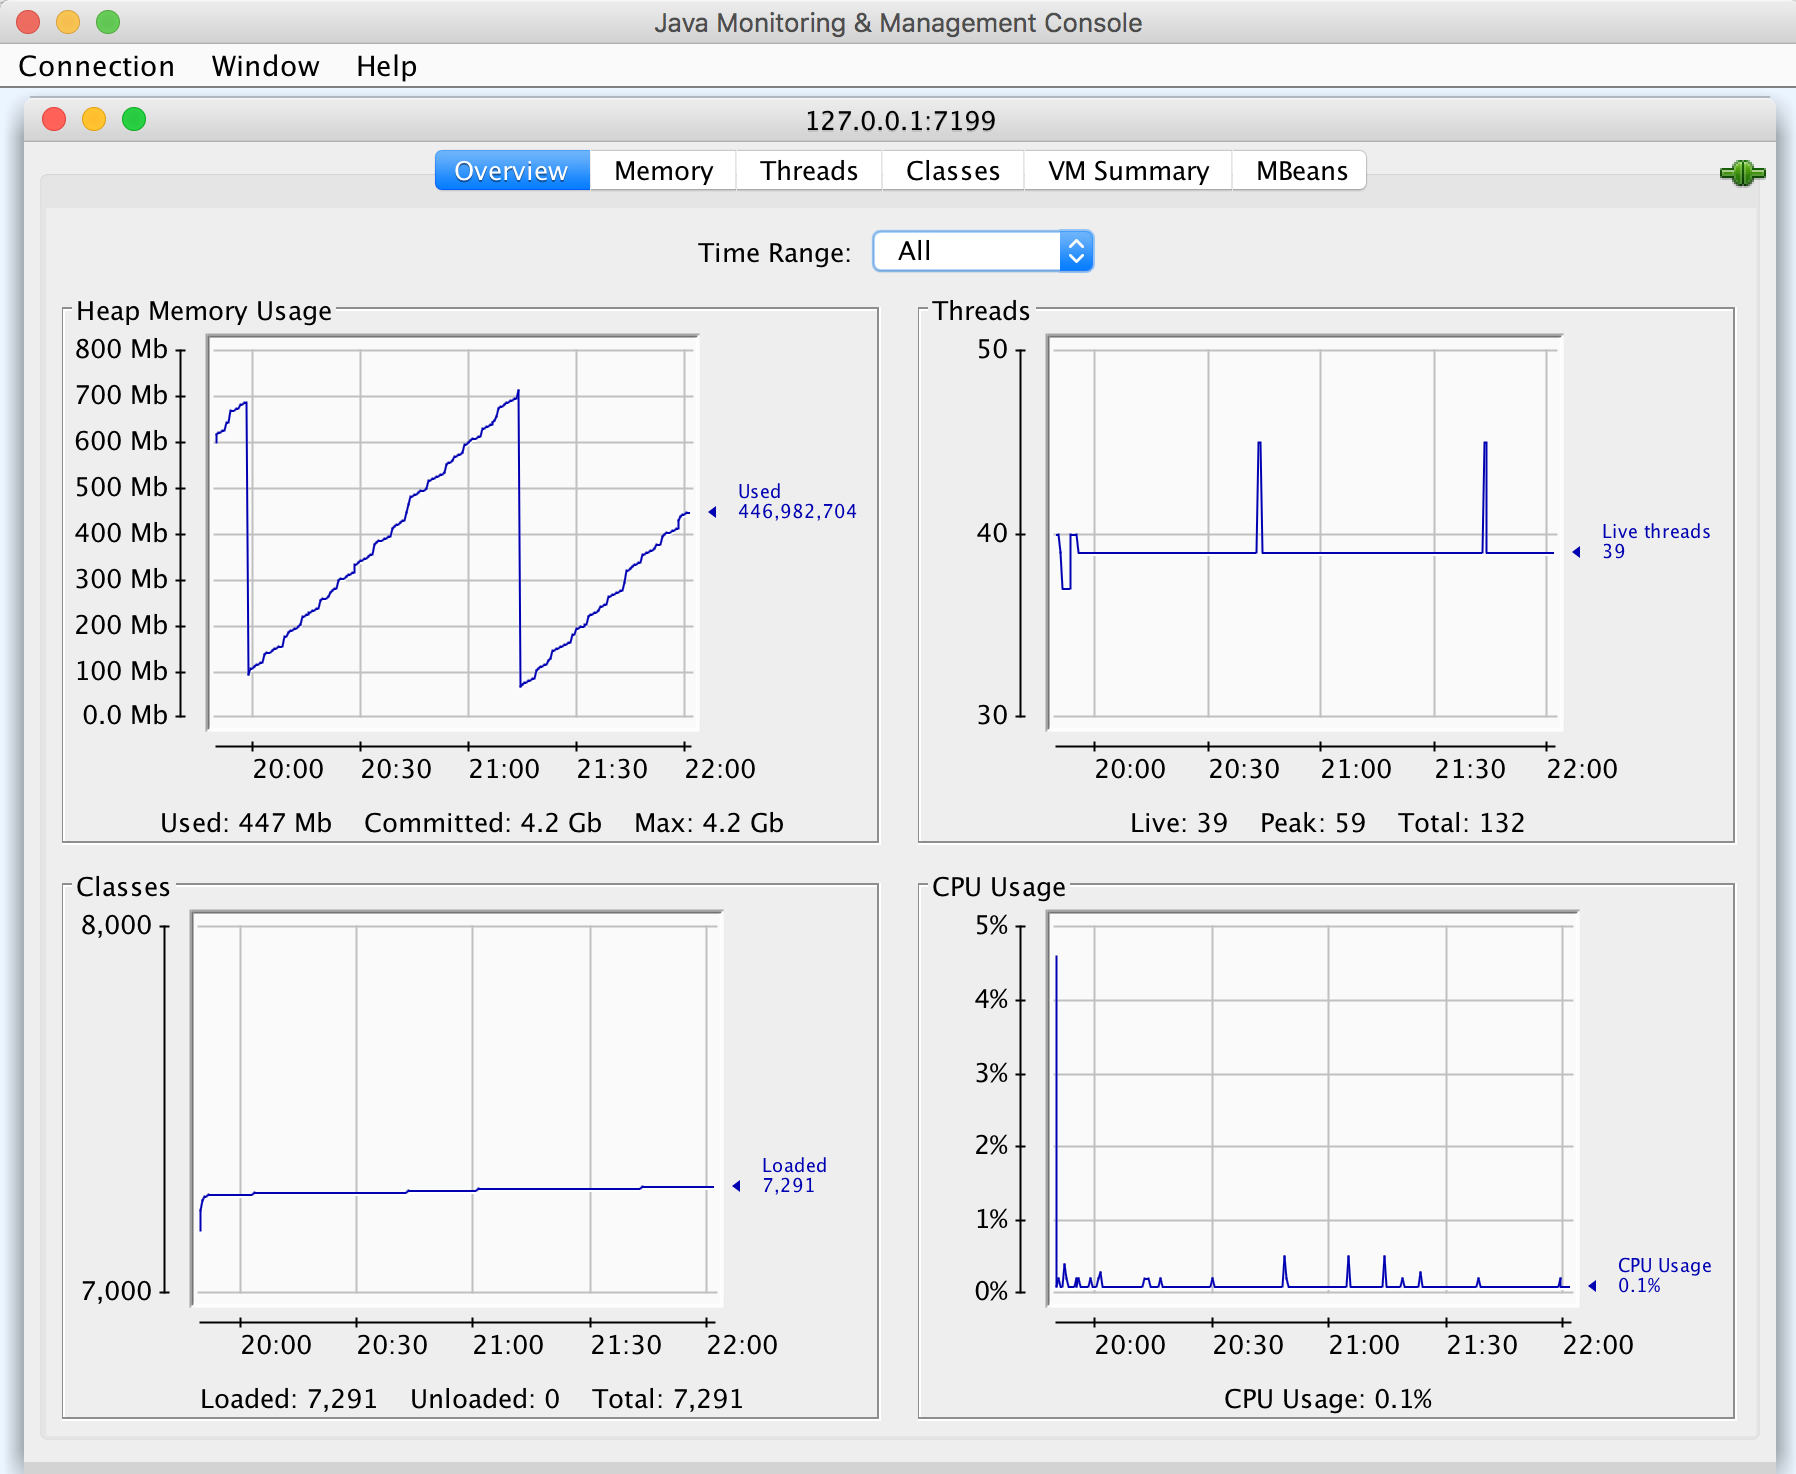 Java Monitoring & Management Console
Connection Window Help
127.0.0.1:7199
Overview Memory Threads Classes VM Summary MBeans
Time Range: All
Heap Memory Usage
800 Mb
700 Mb
600 Mb
500 Mb
400 Mb
300 Mb
200 Mb
100 Mb
0.0 Mb
Used
446,982,704
20:00 20:30 21:00 21:30 22:00
Used: 447 Mb Committed: 4.2 Gb Max: 4.2 Gb
Threads
50
40
30
Live threads
39
20:00 20:30 21:00 21:30 22:00
Live: 39 Peak: 59 Total: 132
Classes
8,000
7,000
Loaded
7,291
20:00 20:30 21:00 21:30 22:00
Loaded: 7,291 Unloaded: 0 Total: 7,291
CPU Usage
5%
4%
3%
2%
1%
0%
CPU Usage
0.1%
20:00 20:30 21:00 21:30 22:00
CPU Usage: 0.1%